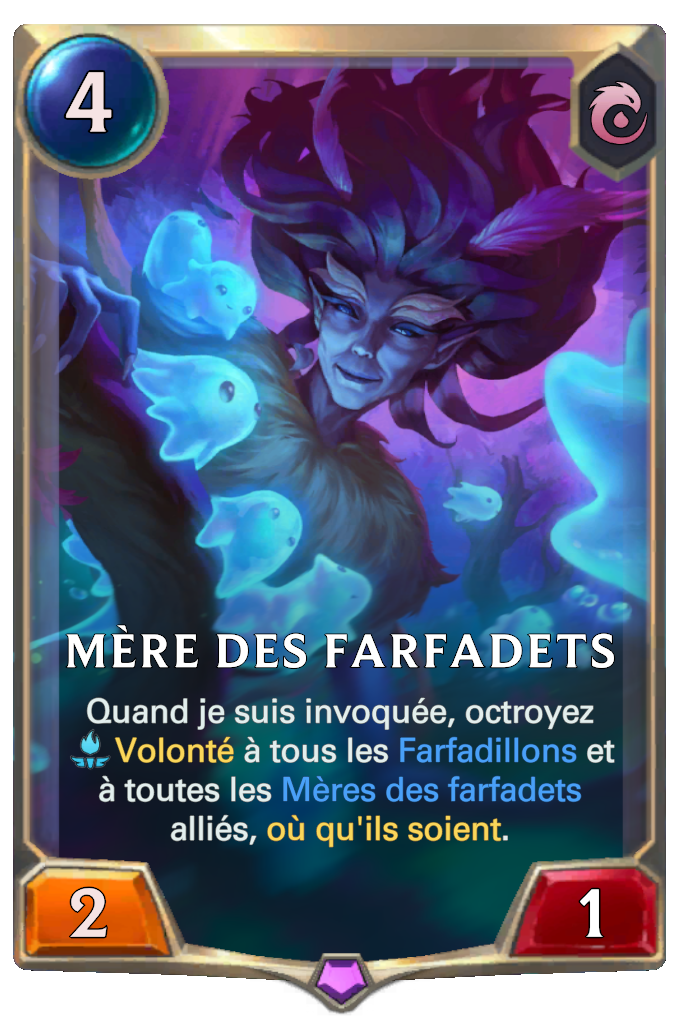 4
MÈRE DES FARFADETS
Quand je suis invoquée, octroyez
Volonté à tous les Farfadillons et
à toutes les Mères des farfadets
alliés, où qu'ils soient.
2
1